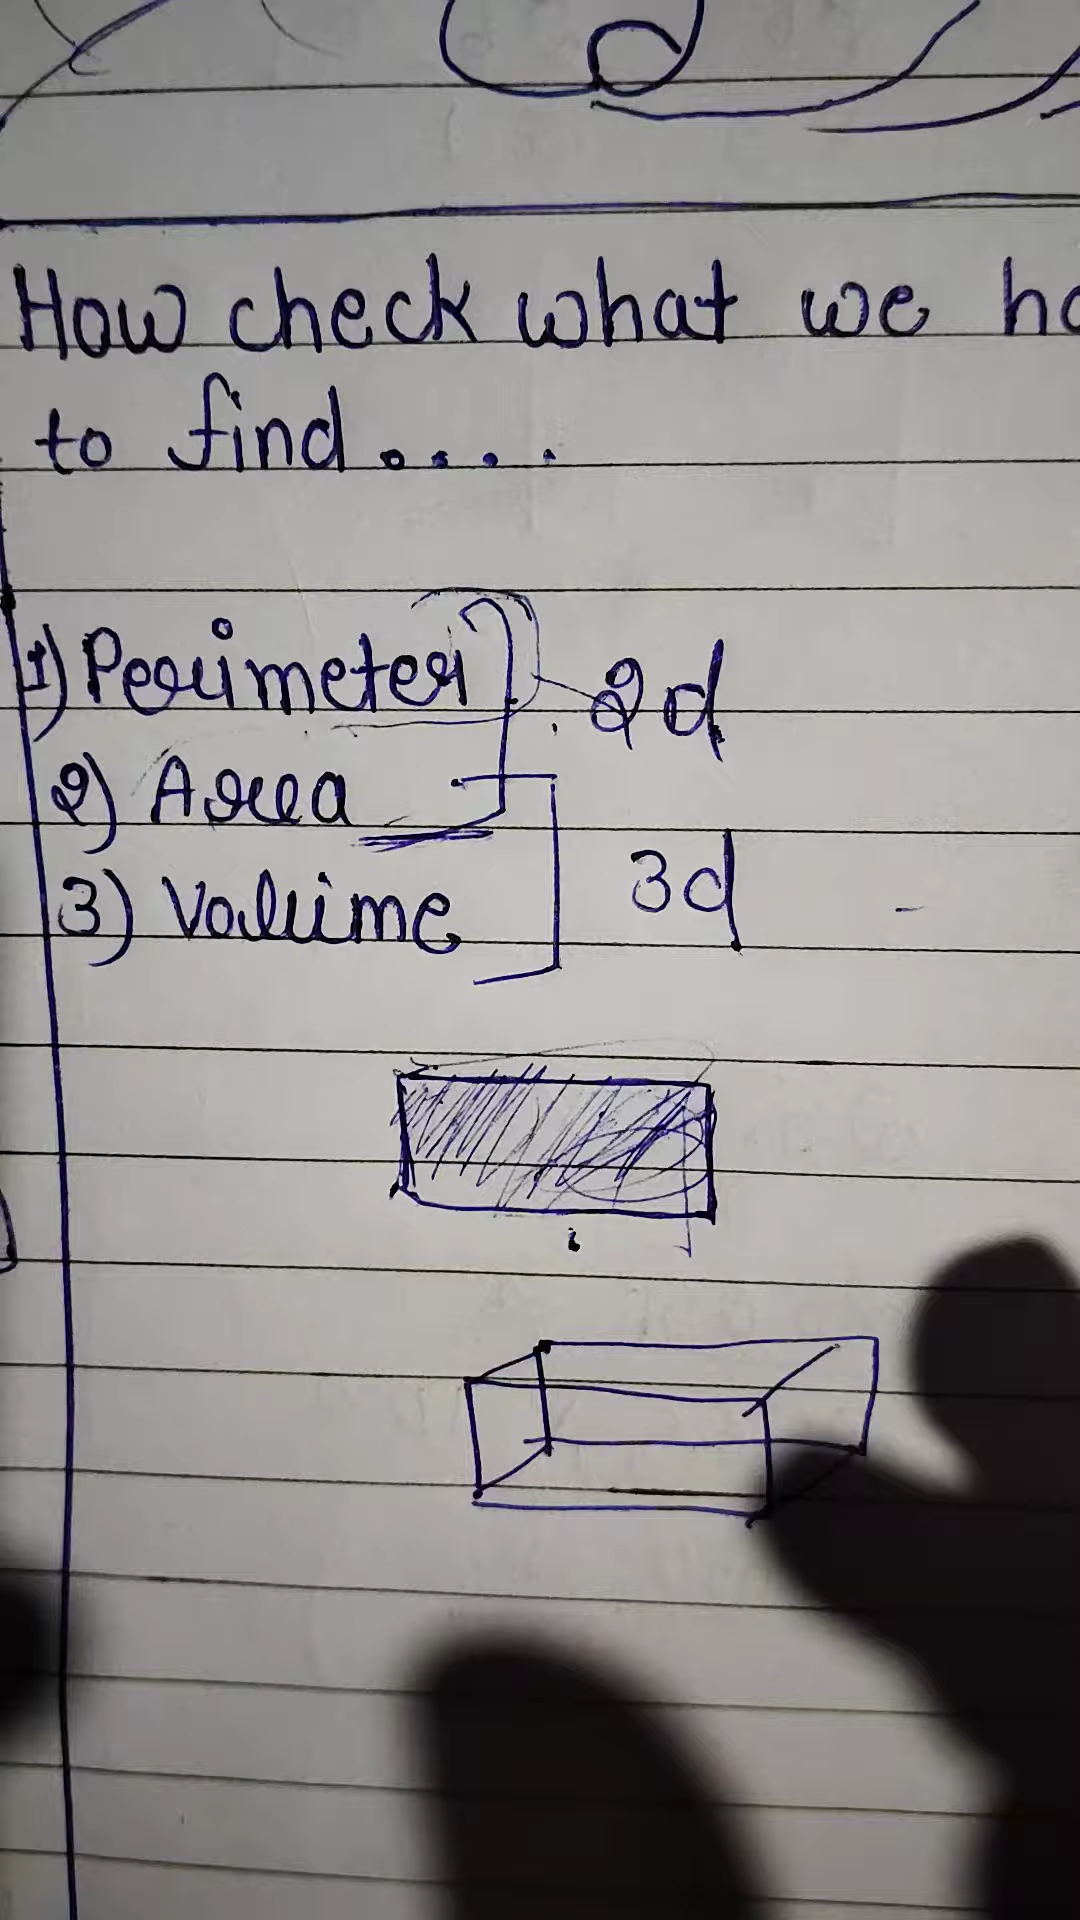 How check what we
to find....
1) Perimeter
2d
2) Area
3) Volume
3d